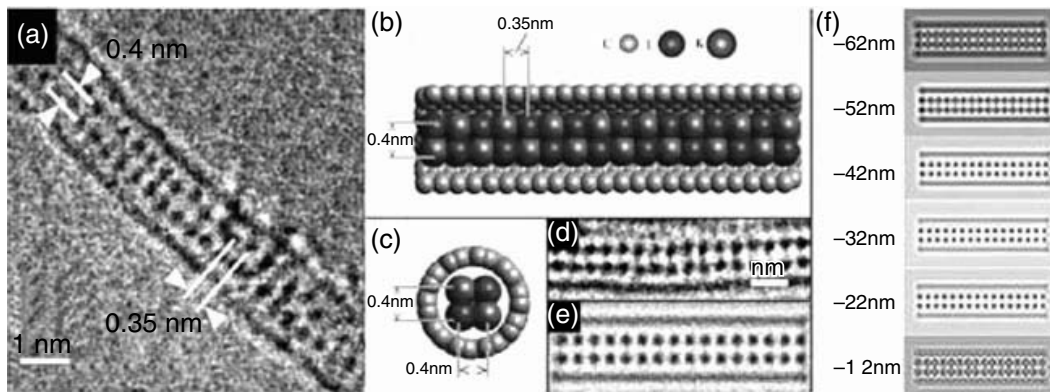 (a)
0.4 nm
0.35 nm
1 nm
(b)
0.35nm
I
K
0.4nm
(c)
0.4nm
0.4nm
(d)
nm
(e)
(f)
–62nm
–52nm
–42nm
–32nm
–22nm
–1 2nm